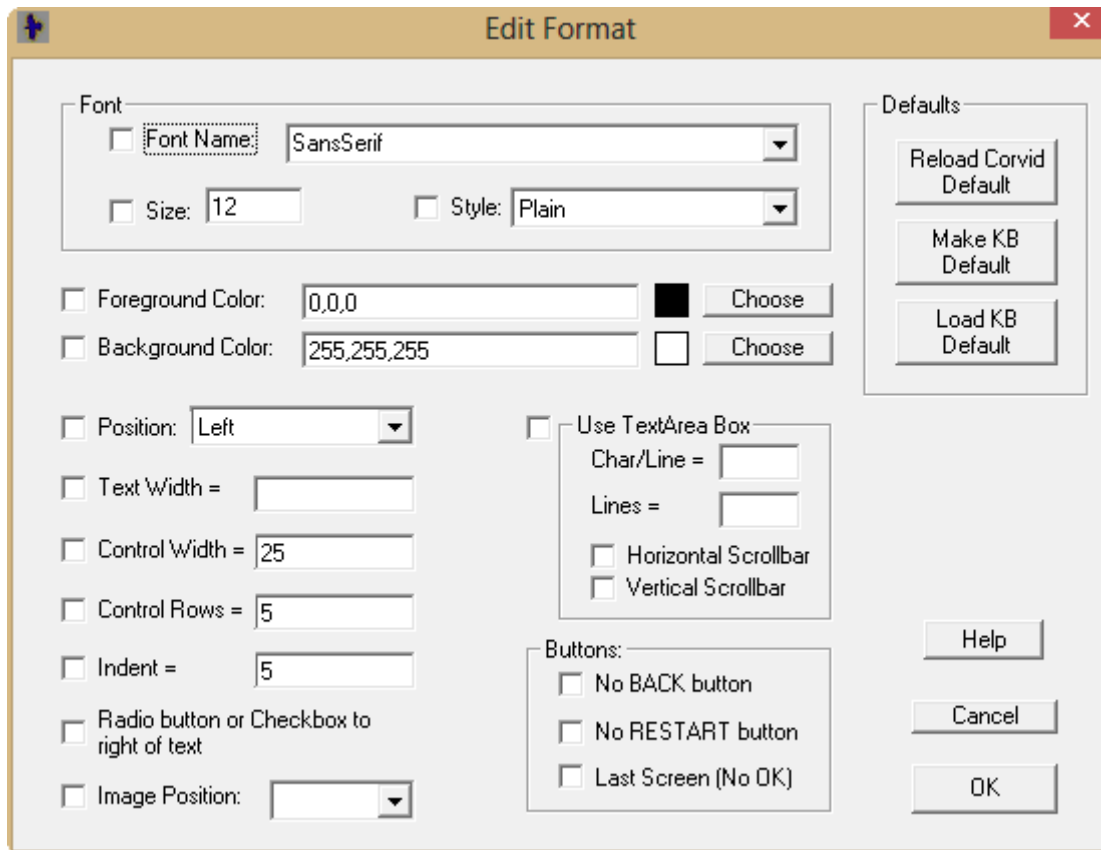 Edit Format
Font
Font Name: SansSerif
Size: 12 Style: Plain
Defaults
Reload Corvid
Default
Make KB
Default
Load KB
Default
Foreground Color: 0,0,0 Choose
Background Color: 255,255,255 Choose
Position: Left
Text Width =
Control Width = 25
Control Rows = 5
Indent = 5
Radio button or Checkbox to
right of text
Image Position:
Use TextArea Box
Char/Line =
Lines =
Horizontal Scrollbar
Vertical Scrollbar
Buttons:
No BACK button
No RESTART button
Last Screen (No OK)
Help
Cancel
OK